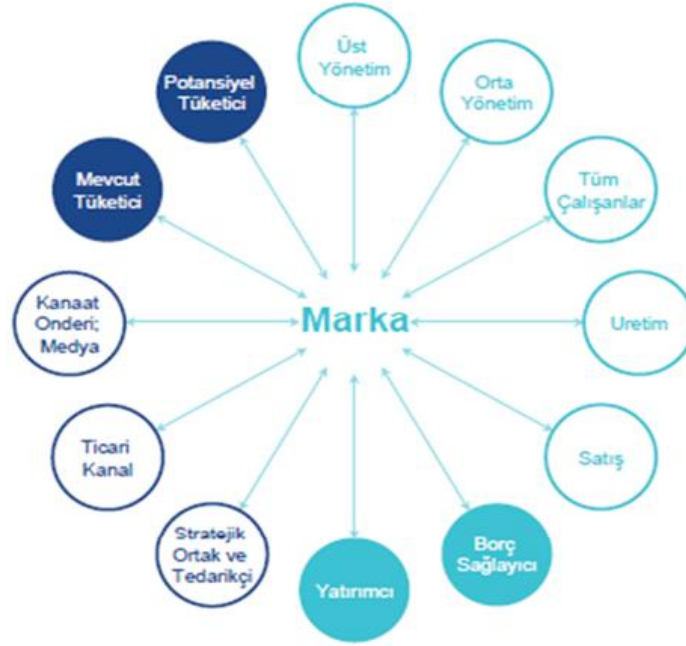 Üst
Yönetim
Orta
Yönetim
Tüm
Çalışanlar
Uretim
Satış
Borç
Sağlayıcı
Yatırımcı
Stratejik
Ortak ve
Tedarikçi
Ticari
Kanal
Kanaat
Onderi;
Medya
Mevcut
Tüketici
Potansiyel
Tüketici
Marka